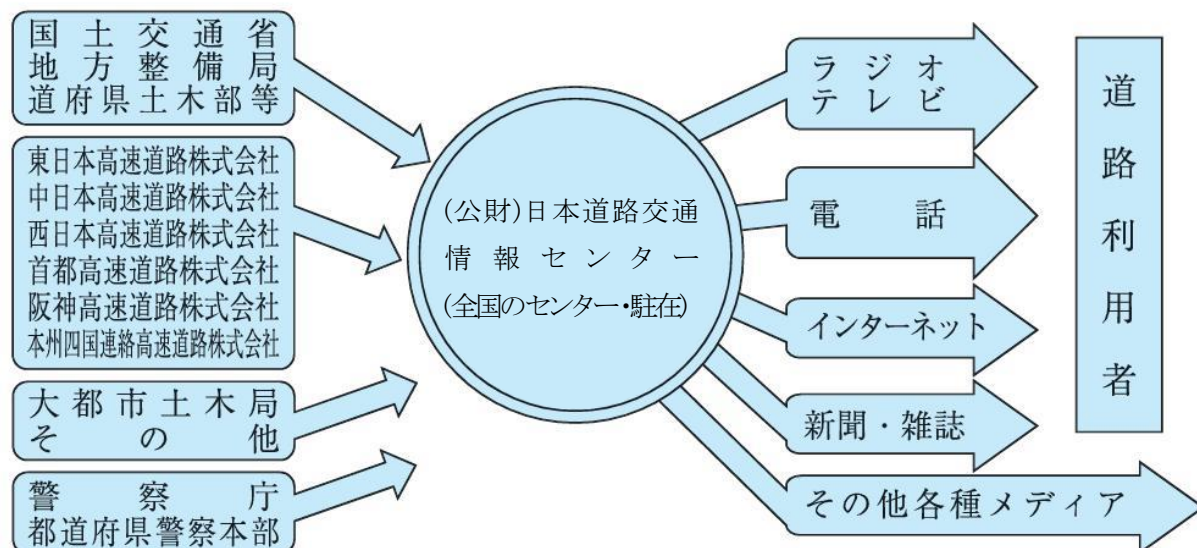 国土交通省
地方整備局
道府県土木部等
東日本高速道路株式会社
中日本高速道路株式会社
西日本高速道路株式会社
首都高速道路株式会社
阪神高速道路株式会社
本州四国連絡高速道路株式会社
大都市土木局
その他
警察庁
都道府県警察本部
(公財)日本道路交通
情報センター
(全国のセンター・駐在)
ラジオ
テレビ
電話
インターネット
新聞・雑誌
その他各種メディア
道路利用者